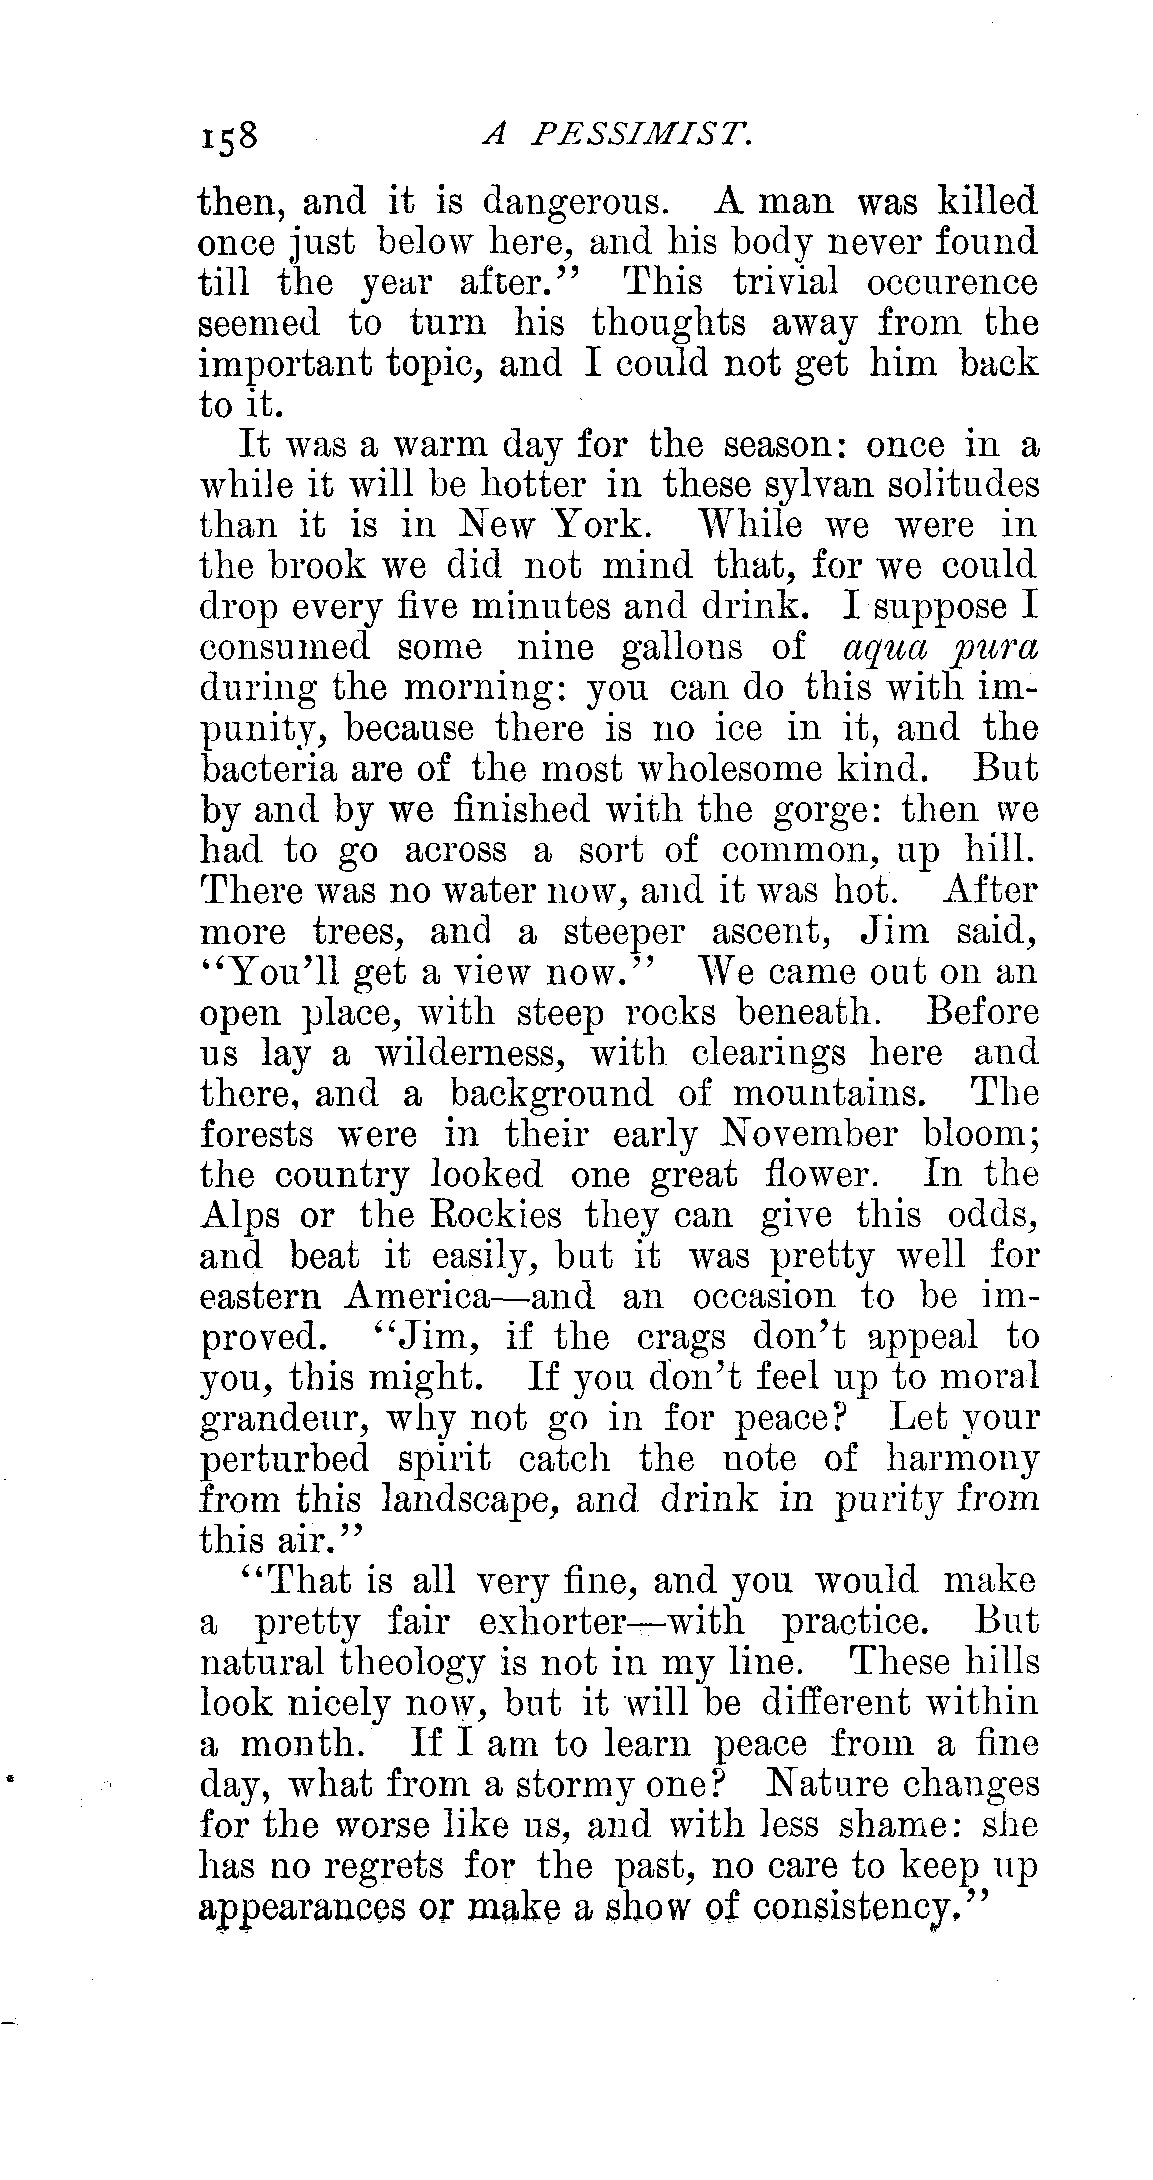 158 A PESSIMIST.
then, and it is dangerous. A man was killed
once just below here, and his body never found
till the year after.” This trivial occurence
seemed to turn his thoughts away from the
important topic, and I could not get him back
to it.
It was a warm day for the season: once in a
while it will be hotter in these sylvan solitudes
than it is in New York. While we were in
the brook we did not mind that, for we could
drop every five minutes and drink. I suppose I
consumed some nine gallons of aqua pura
during the morning: you can do this with im-
punity, because there is no ice in it, and the
bacteria are of the most wholesome kind. But
by and by we finished with the gorge: then we
had to go across a sort of common, up hill.
There was no water now, and it was hot. After
more trees, and a steeper ascent, Jim said,
“You’ll get a view now.” We came out on an
open place, with steep rocks beneath. Before
us lay a wilderness, with clearings here and
there, and a background of mountains. The
forests were in their early November bloom;
the country looked one great flower. In the
Alps or the Rockies they can give this odds,
and beat it easily, but it was pretty well for
eastern America—and an occasion to be im-
proved. “Jim, if the crags don’t appeal to
you, this might. If you don’t feel up to moral
grandeur, why not go in for peace? Let your
perturbed spirit catch the note of harmony
from this landscape, and drink in purity from
this air.”
“That is all very fine, and you would make
a pretty fair exhorter—with practice. But
natural theology is not in my line. These hills
look nicely now, but it will be different within
a month. If I am to learn peace from a fine
day, what from a stormy one? Nature changes
for the worse like us, and with less shame: she
has no regrets for the past, no care to keep up
appearances or make a show of consistency.”